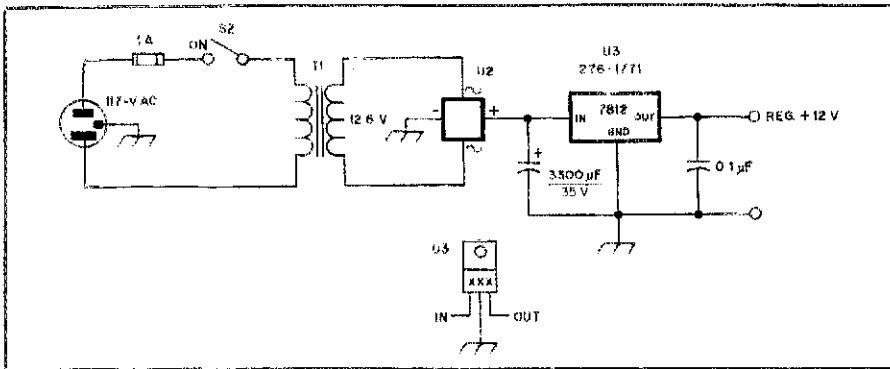 1A
ON
S2
117-V AC
T1
12.6 V
U2
-
+
U3
276-1771
IN
7812
OUT
GND
REG. +12 V
+
3300 µF
35 V
0.1 µF
U3
XXX
IN
OUT